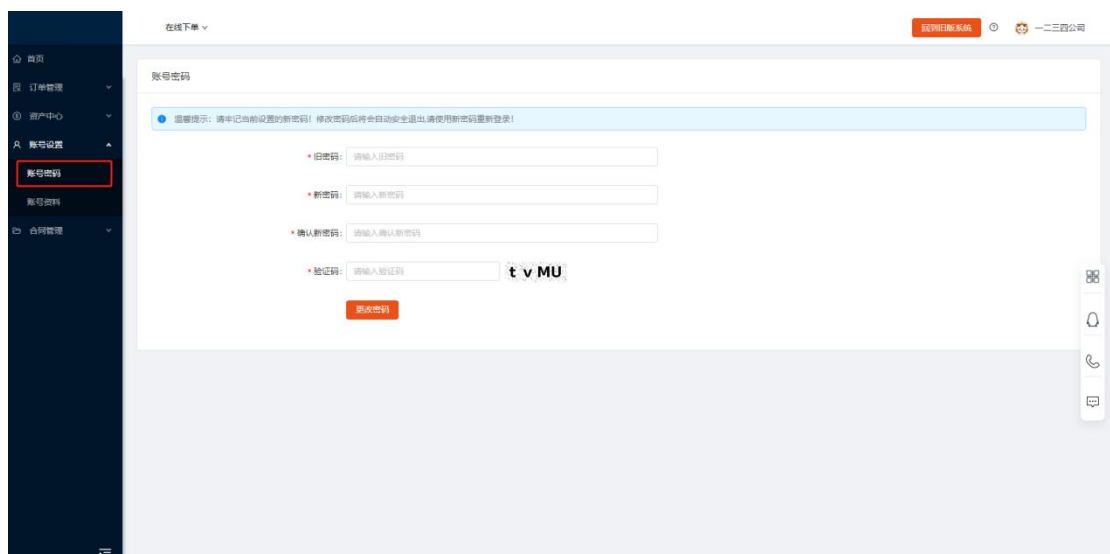 在线下单
回到旧版系统
一二三四公司
首页
订单管理
资产中心
账号设置
账号密码
账号资料
合同管理
账号密码
温馨提示：请牢记当前设置的新密码！修改密码后将会自动安全退出,请使用新密码重新登录！
* 旧密码：
请输入旧密码
* 新密码：
请输入新密码
* 确认新密码：
请输入确认新密码
* 验证码：
请输入验证码
t v MU
更改密码